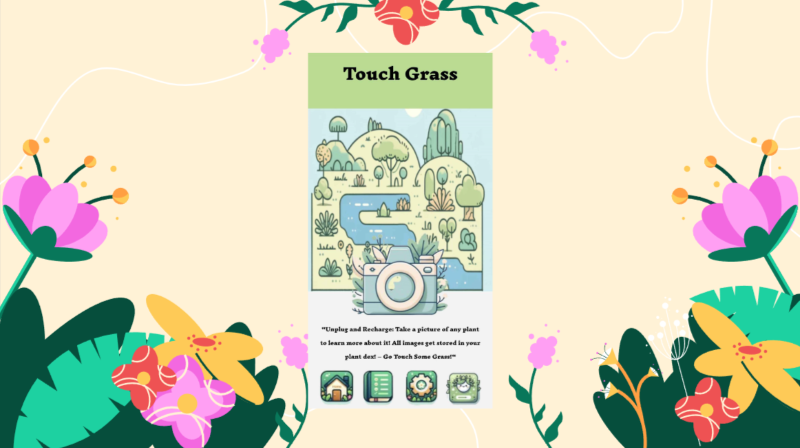 Touch Grass
"Unplug and Recharge: Take a picture of any plant
to learn more about it! All images get stored in your
plant dex! – Go Touch Some Grass!"